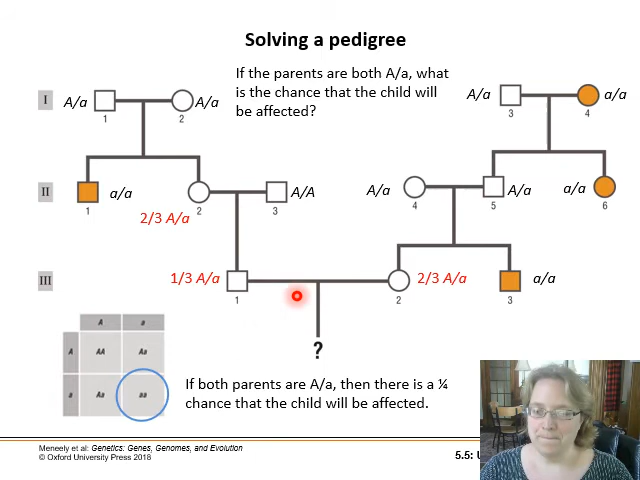 Solving a pedigree
If the parents are both A/a, what
is the chance that the child will
be affected?
I
A/a
A/a
A/a
a/a
1
2
3
4
II
a/a
A/A
A/a
A/a
a/a
1
2
3
4
5
6
2/3 A/a
III
1/3 A/a
2/3 A/a
a/a
1
2
3
?
A a
A AA Aa
a Aa aa
If both parents are A/a, then there is a ¼
chance that the child will be affected.
Meneely et al: Genetics: Genes, Genomes, and Evolution
© Oxford University Press 2018
5.5: U